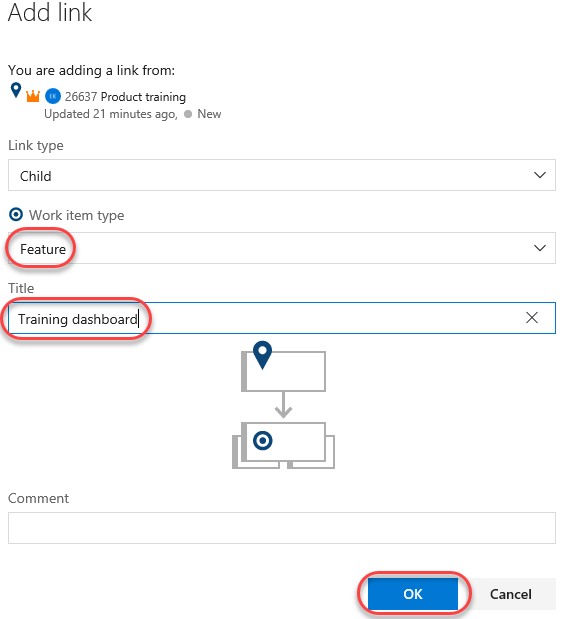 Add link
You are adding a link from:
EK 26637 Product training
Updated 21 minutes ago, New
Link type
Child
Work item type
Feature
Title
Training dashboard
Comment
OK Cancel